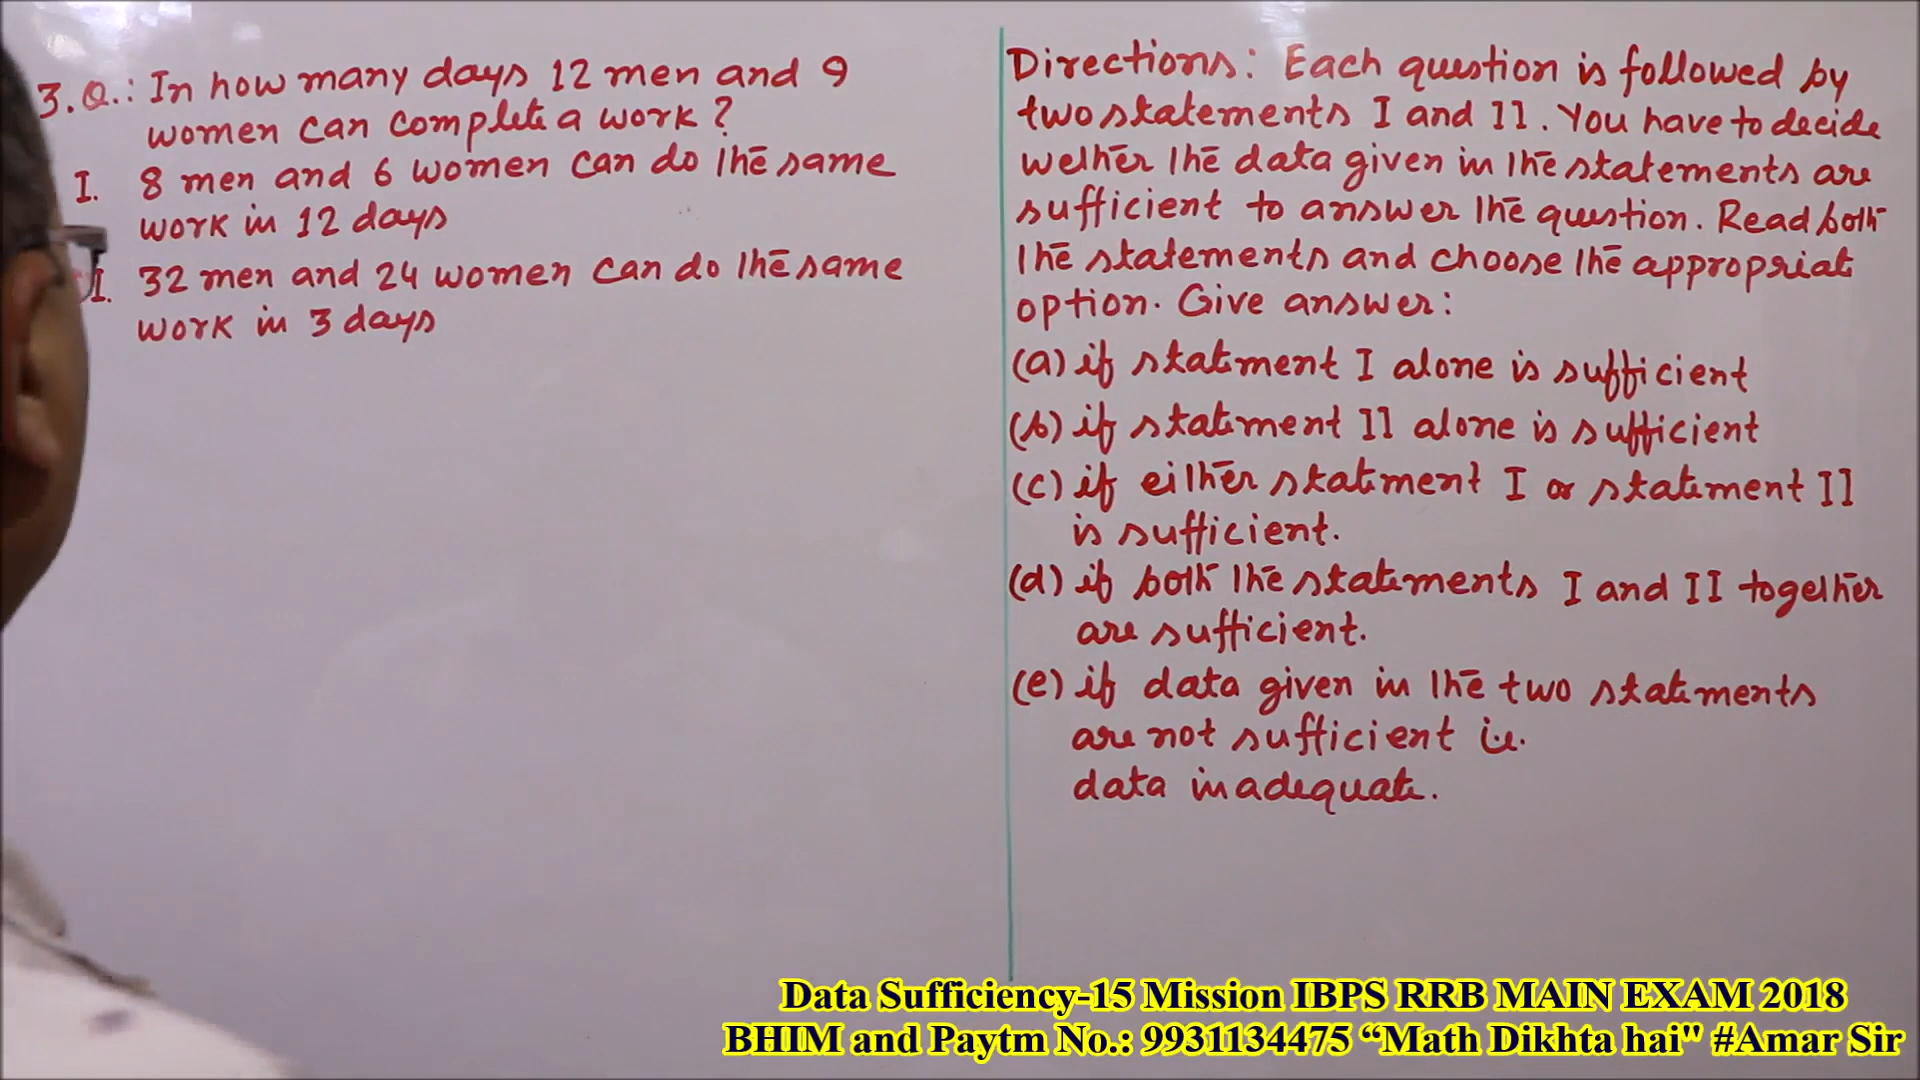 3. Q.: In how many days 12 men and 9
women can complete a work?
I. 8 men and 6 women can do the same
work in 12 days
I. 32 men and 24 women can do the same
work in 3 days
Directions: Each question is followed by
two statements I and II. You have to decide
wether the data given in the statements are
sufficient to answer the question. Read both
the statements and choose the appropriate
option. Give answer:
(a) if statement I alone is sufficient
(b) if statement II alone is sufficient
(c) if either statement I or statement II
is sufficient.
(d) if both the statements I and II together
are sufficient.
(e) if data given in the two statements
are not sufficient i.e.
data inadequate.
Data Sufficiency-15 Mission IBPS RRB MAIN EXAM 2018
BHIM and Paytm No.: 9931134475 “Math Dikhta hai" #Amar Sir